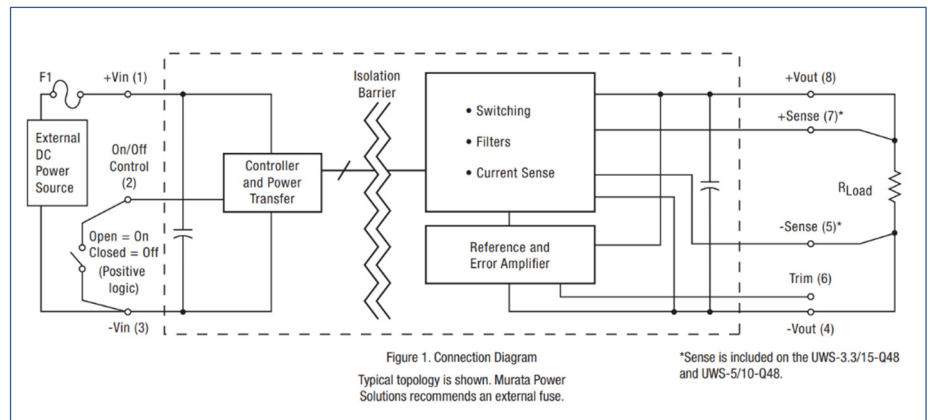 F1
+Vin (1)
External
DC
Power
Source
On/Off
Control
(2)
Open = On
Closed = Off
(Positive
logic)
-Vin (3)
Controller
and Power
Transfer
Isolation
Barrier
• Switching
• Filters
• Current Sense
Reference and
Error Amplifier
+Vout (8)
+Sense (7)*
RLoad
-Sense (5)*
Trim (6)
-Vout (4)
Figure 1. Connection Diagram
Typical topology is shown. Murata Power
Solutions recommends an external fuse.
*Sense is included on the UWS-3.3/15-Q48
and UWS-5/10-Q48.